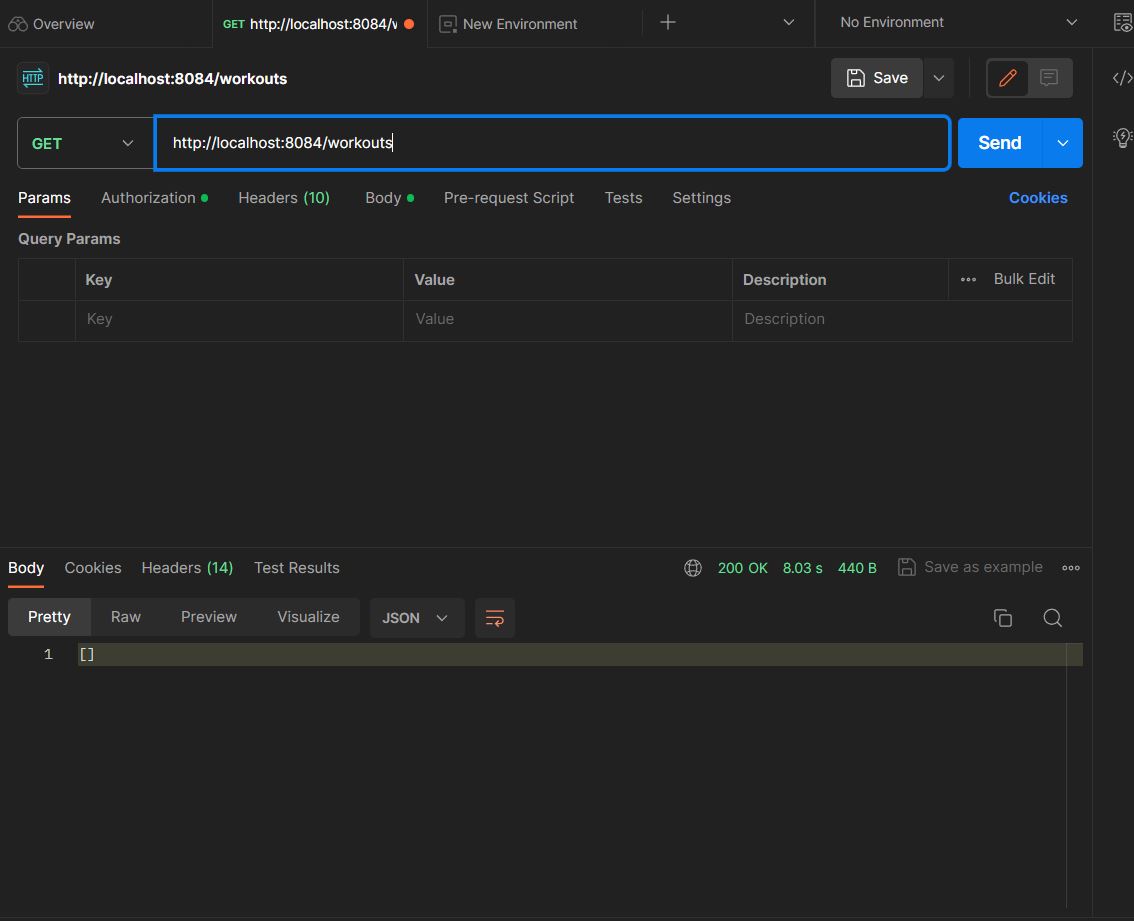 Overview GET http://localhost:8084/v New Environment No Environment
HTTP http://localhost:8084/workouts Save
GET http://localhost:8084/workouts Send
Params Authorization Headers (10) Body Pre-request Script Tests Settings Cookies
Query Params
Key Value Description Bulk Edit
Key Value Description
Body Cookies Headers (14) Test Results 200 OK 8.03 s 440 B Save as example
Pretty Raw Preview Visualize JSON
1 []